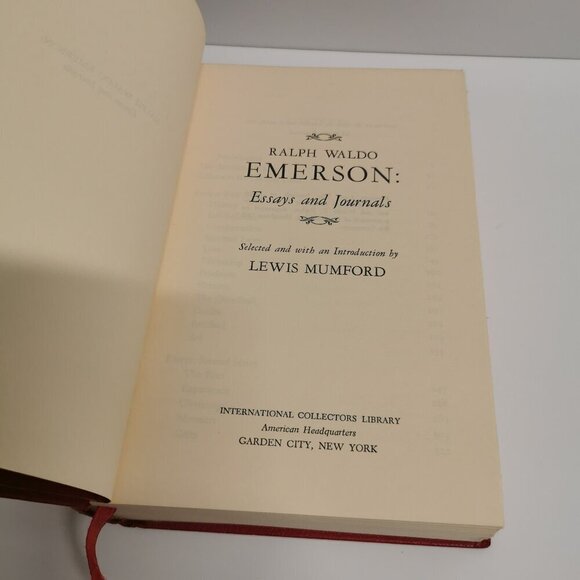 RALPH WALDO
EMERSON:
Essays and Journals
Selected and with an Introduction by
LEWIS MUMFORD
INTERNATIONAL COLLECTORS LIBRARY
American Headquarters
GARDEN CITY, NEW YORK